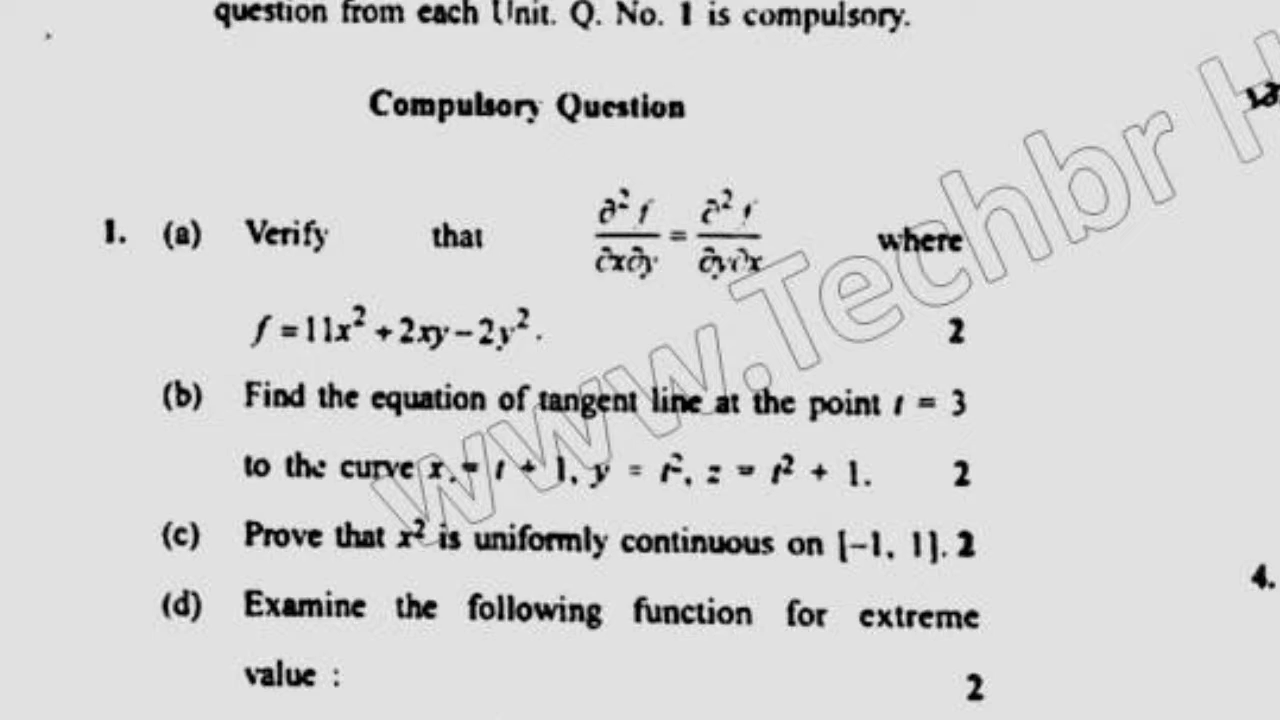 question from each Unit. Q. No. 1 is compulsory.
Compulsory Question
1. (a) Verify that ∂²f/∂x∂y = ∂²f/∂y∂x where
f = 11x² + 2xy – 2y². 2
(b) Find the equation of tangent line at the point t = 3
to the curve x = t + 1, y = t², z = t² + 1. 2
(c) Prove that x² is uniformly continuous on [–1, 1]. 2
(d) Examine the following function for extreme
value : 2
4.
www.Techbr H